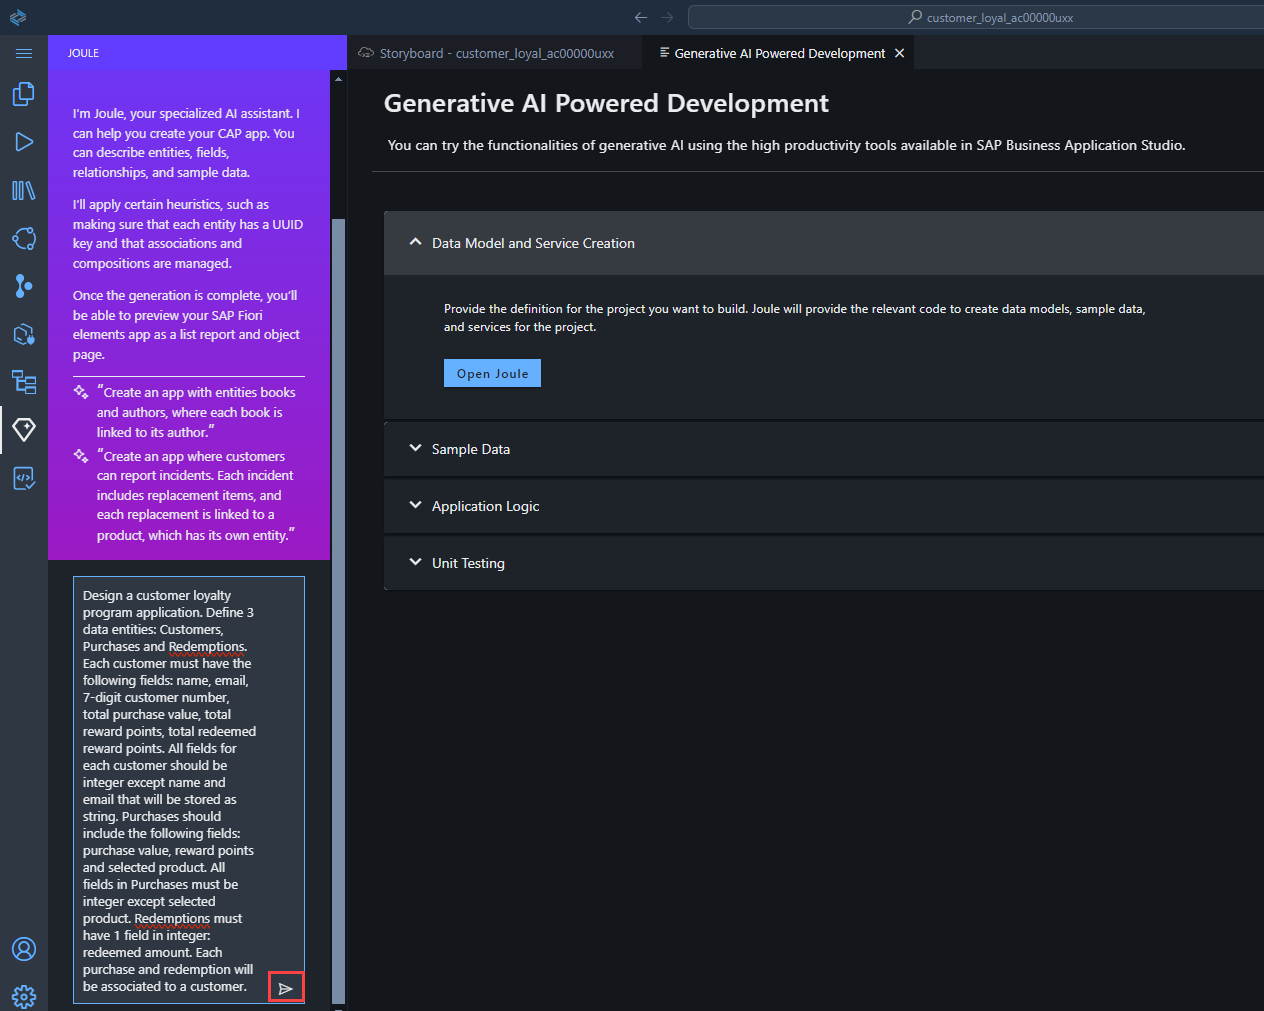 customer_loyal_ac00000uxx
JOULE
Storyboard - customer_loyal_ac00000uxx
Generative AI Powered Development
I'm Joule, your specialized AI assistant. I
can help you create your CAP app. You
can describe entities, fields,
relationships, and sample data.
I'll apply certain heuristics, such as
making sure that each entity has a UUID
key and that associations and
compositions are managed.
Once the generation is complete, you'll
be able to preview your SAP Fiori
elements app as a list report and object
page.
"Create an app with entities books
and authors, where each book is
linked to its author."
"Create an app where customers
can report incidents. Each incident
includes replacement items, and
each replacement is linked to a
product, which has its own entity."
Design a customer loyalty
program application. Define 3
data entities: Customers,
Purchases and Redemptions.
Each customer must have the
following fields: name, email,
7-digit customer number,
total purchase value, total
reward points, total redeemed
reward points. All fields for
each customer should be
integer except name and
email that will be stored as
string. Purchases should
include the following fields:
purchase value, reward points
and selected product. All
fields in Purchases must be
integer except selected
product. Redemptions must
have 1 field in integer:
redeemed amount. Each
purchase and redemption will
be associated to a customer.
Generative AI Powered Development
You can try the functionalities of generative AI using the high productivity tools available in SAP Business Application Studio.
Data Model and Service Creation
Provide the definition for the project you want to build. Joule will provide the relevant code to create data models, sample data,
and services for the project.
Open Joule
Sample Data
Application Logic
Unit Testing